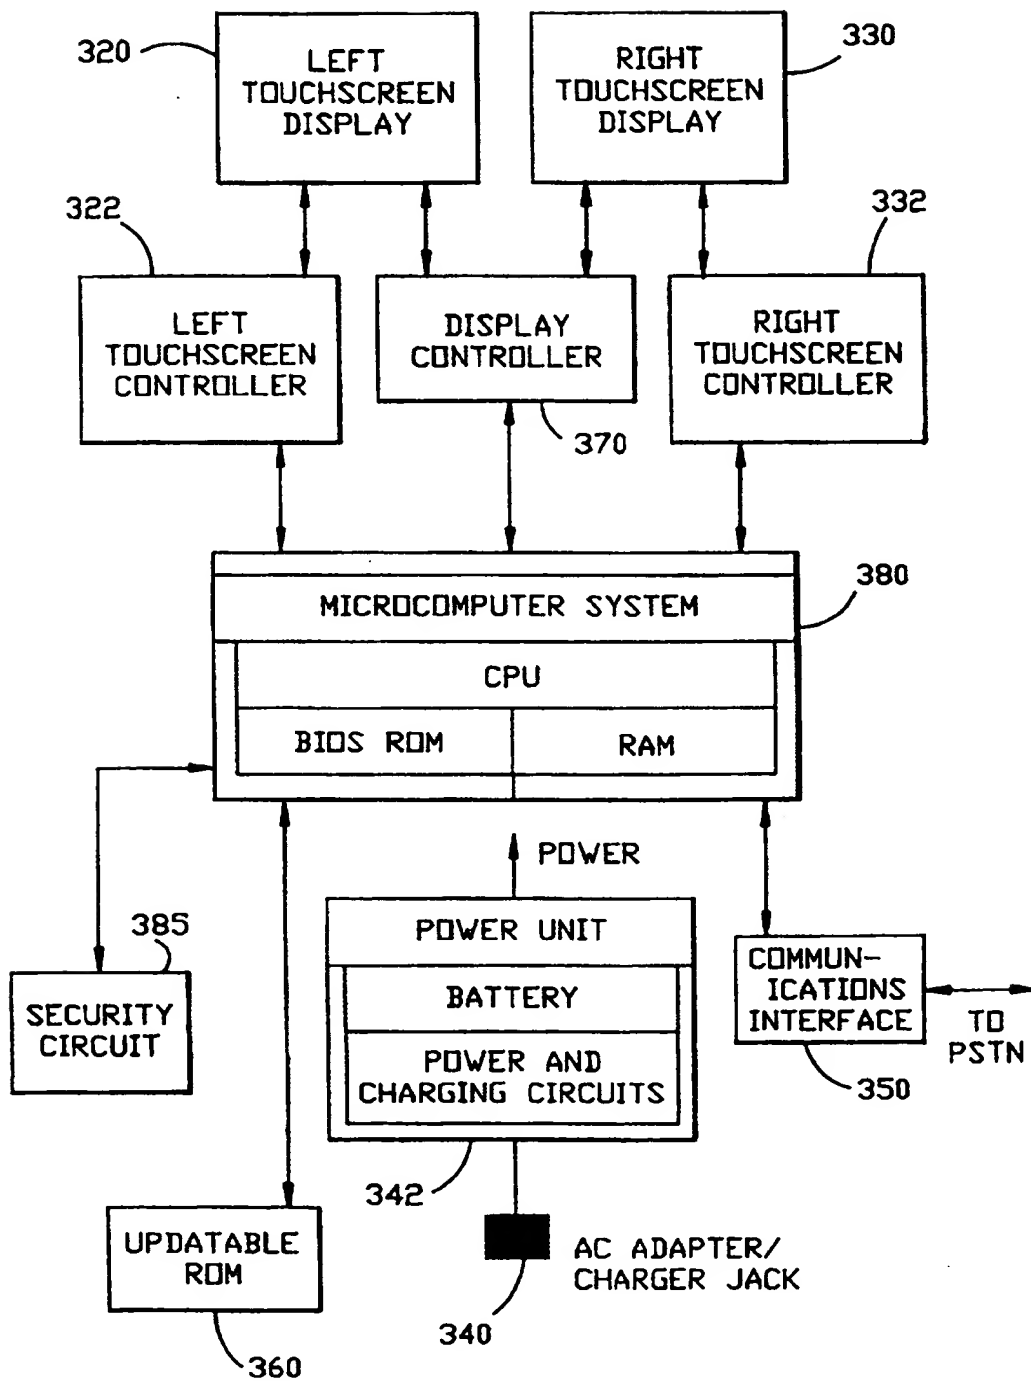 320
LEFT
TOUCHSCREEN
DISPLAY
RIGHT
TOUCHSCREEN
DISPLAY
330
322
LEFT
TOUCHSCREEN
CONTROLLER
DISPLAY
CONTROLLER
370
332
RIGHT
TOUCHSCREEN
CONTROLLER
380
MICROCOMPUTER SYSTEM
CPU
BIOS ROM
RAM
POWER
385
SECURITY
CIRCUIT
POWER UNIT
BATTERY
POWER AND
CHARGING CIRCUITS
342
COMMUN-
ICATIONS
INTERFACE
350
TO
PSTN
UPDATABLE
ROM
360
AC ADAPTER/
CHARGER JACK
340